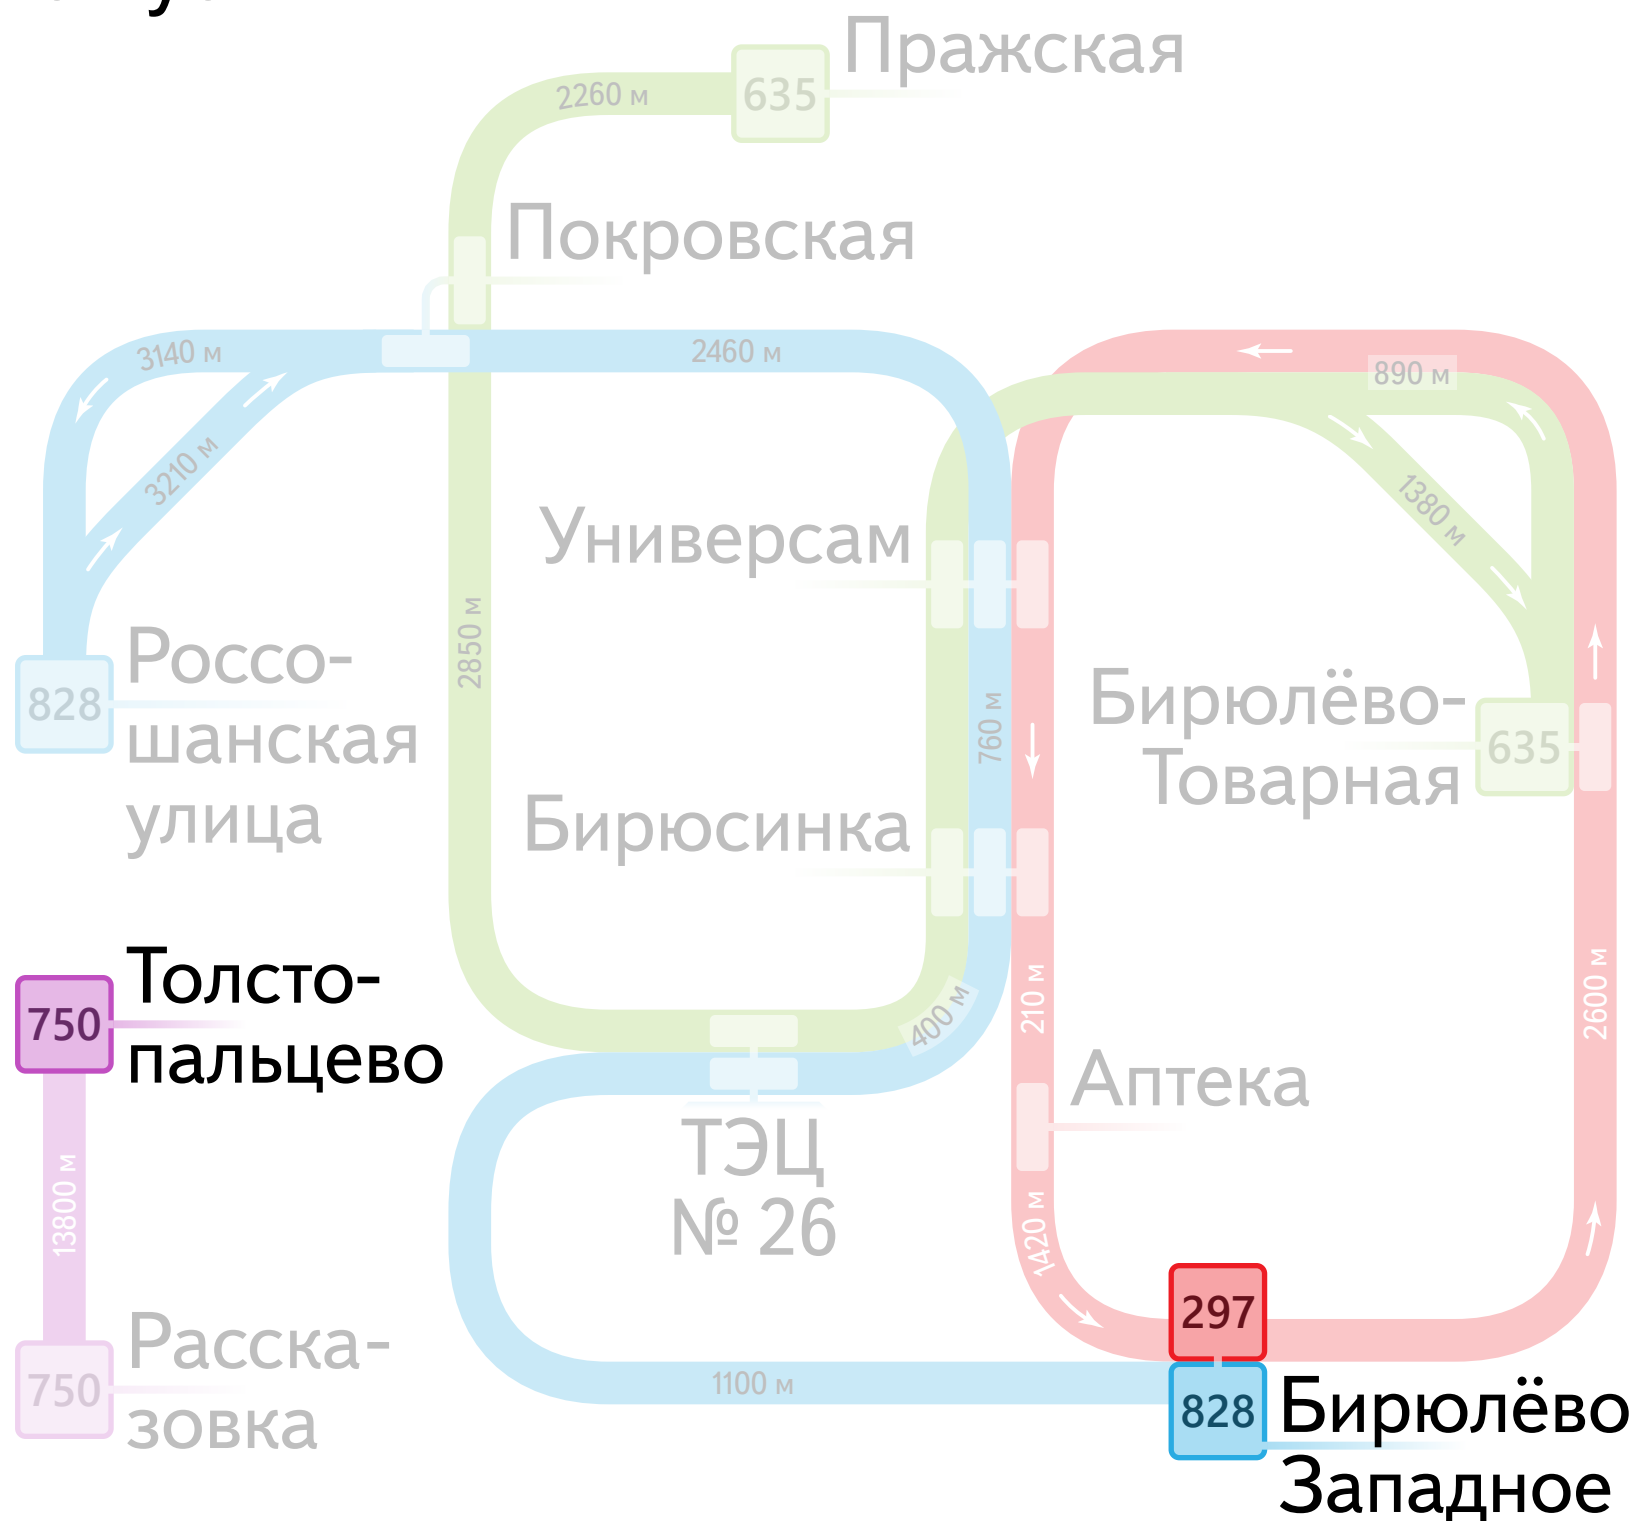 Пражская
635
2260 м
Покровская
3140 м
2460 м
890 м
3210 м
1380 м
Универсам
2850 м
Россо-
шанская
улица
828
760 м
Бирюлёво-
Товарная
635
Бирюсинка
Толсто-
пальцево
750
400 м
210 м
2600 м
Аптека
ТЭЦ
№ 26
13800 м
1420 м
297
Расска-
зовка
750
1100 м
828
Бирюлёво
Западное